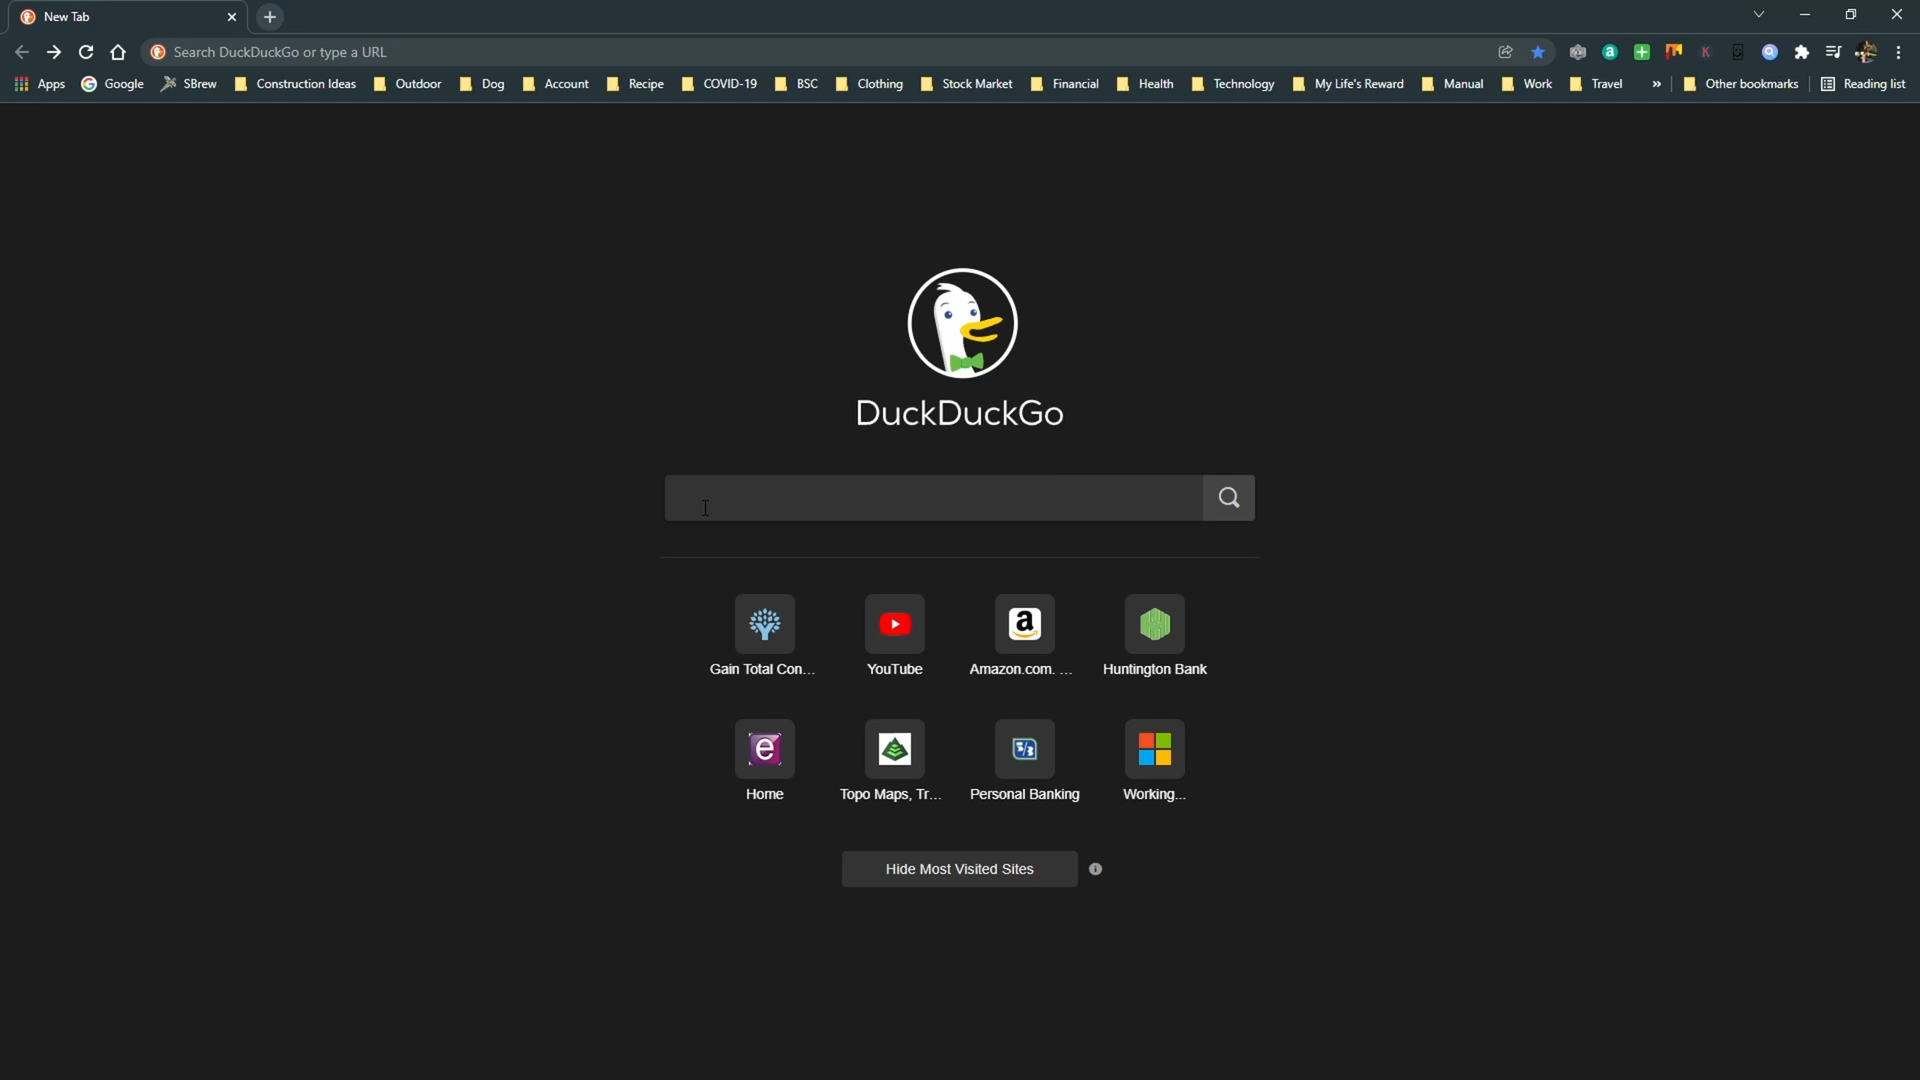 New Tab
Search DuckDuckGo or type a URL
Apps Google SBrew Construction Ideas Outdoor Dog Account Recipe COVID-19 BSC Clothing Stock Market Financial Health Technology My Life's Reward Manual Work Travel » Other bookmarks Reading list
DuckDuckGo
Gain Total Con... YouTube Amazon.com. ... Huntington Bank
Home Topo Maps, Tr... Personal Banking Working...
Hide Most Visited Sites